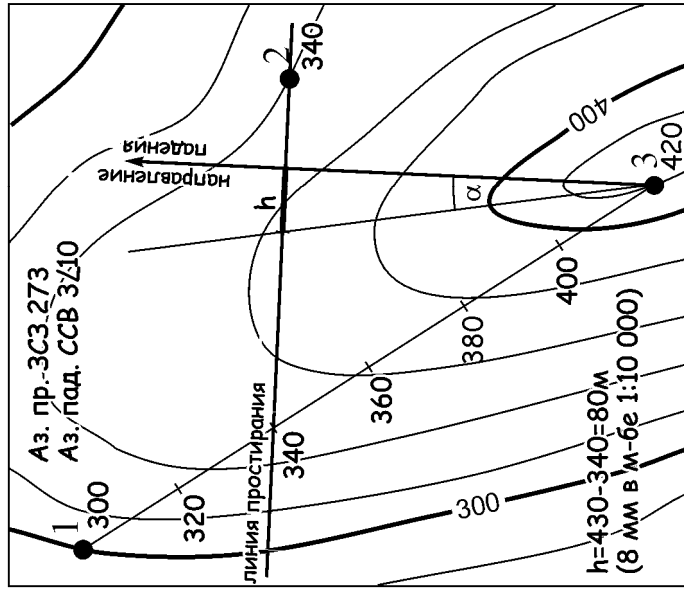 Аз. пр.-ЗСЗ 273
Аз. пад. ССВ 3∠10
1
300
320
линия простирания
340
360
380
400
2
340
направление
падения
h
α
400
3
420
300
h=430-340=80м
(8 мм в м-бе 1:10 000)